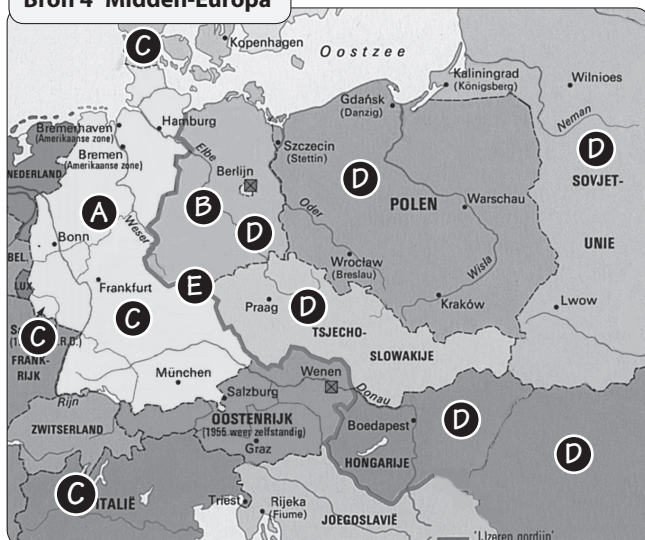 Bron 4 Midden-Europa
C
Kopenhagen
Oostzee
Kaliningrad
(Königsberg)
Wilnioes
Gdańsk
(Danzig)
Neman
Bremerhaven
(Amerikaanse zone)
Hamburg
Bremen
(Amerikaanse zone)
Elbe
Szczecin
(Stettin)
D
NEDERLAND
Berlijn
D
SOVJET-
UNIE
A
B
POLEN
Warschau
Weser
D
Oder
Bonn
BEL.
Wrocław
(Breslau)
Wisla
LUX.
Frankfurt
E
Praag
D
Kraków
Lwow
C
C
TSJECHO-
SLOWAKIJE
FRANK-
RIJK
München
Wenen
Donau
Rijn
Salzburg
ZWITSERLAND
OOSTENRIJK
(1955 weer zelfstandig)
Graz
Boedapest
D
HONGARIJE
D
C
ITALIË
Triest
Rijeka
(Fiume)
JOEGOSLAVIË
'IJzeren gordijn'